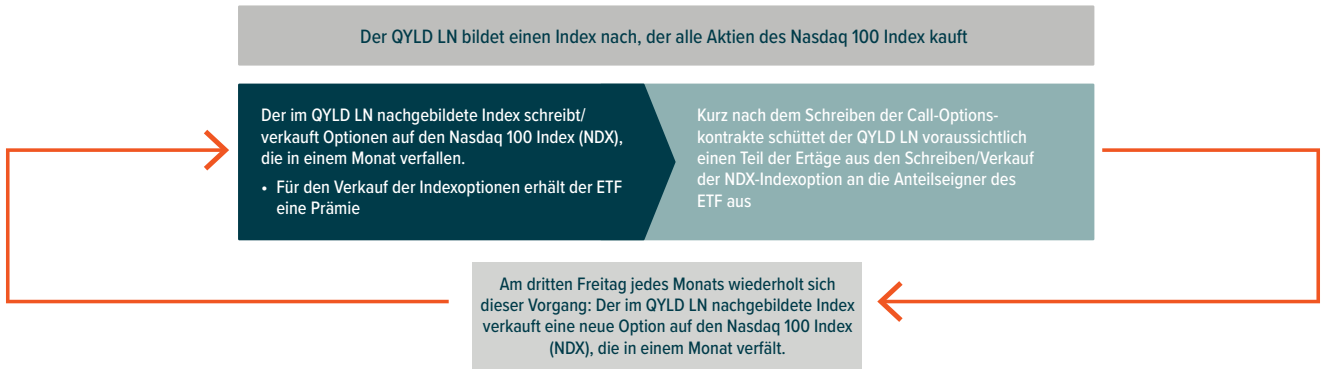 Der QYLD LN bildet einen Index nach, der alle Aktien des Nasdaq 100 Index kauft
Der im QYLD LN nachgebildete Index schreibt/
verkauft Optionen auf den Nasdaq 100 Index (NDX),
die in einem Monat verfallen.
• Für den Verkauf der Indexoptionen erhält der ETF
eine Prämie
Kurz nach dem Schreiben der Call-Options-
kontrakte schüttet der QYLD LN voraussichtlich
einen Teil der Erträge aus den Schreiben/Verkauf
der NDX-Indexoption an die Anteilseigner des
ETF aus
Am dritten Freitag jedes Monats wiederholt sich
dieser Vorgang: Der im QYLD LN nachgebildete Index
verkauft eine neue Option auf den Nasdaq 100 Index
(NDX), die in einem Monat verfält.